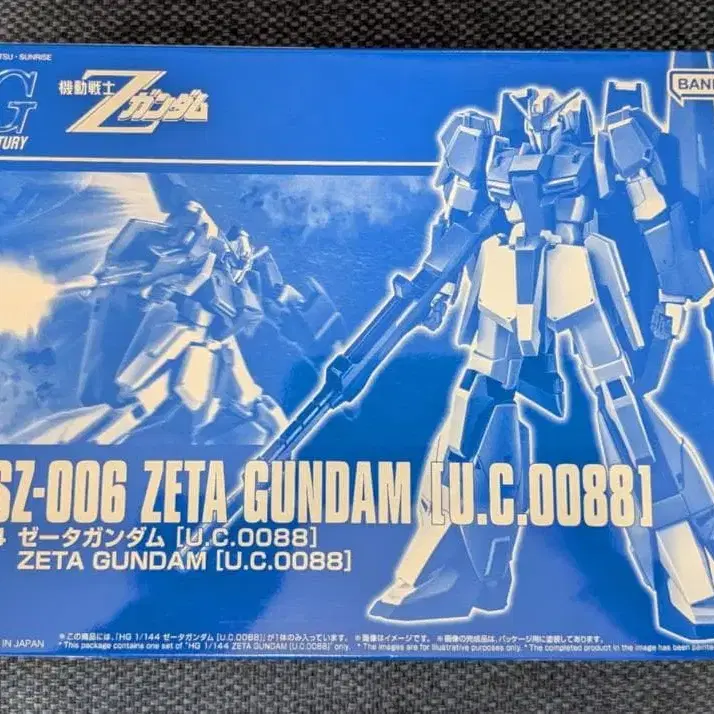 TSU・SUNRISE
G
TURY
機動戦士
Zガンダム
BAN
SZ-006 ZETA GUNDAM [U.C.0088]
4 ゼータガンダム [U.C.0088]
ZETA GUNDAM [U.C.0088]
IN JAPAN
※この商品には、「HG 1/144 ゼータガンダム [U.C.0088]」が1体のみ入っています。 ※画像はイメージです。 ※画像の完成品は、パッケージ用に塗装しております。
* This package contains one set of "HG 1/144 ZETA GUNDAM [U.C.0088]" only. * The images are for illustrative purposes only. * The completed product in the image has been painte